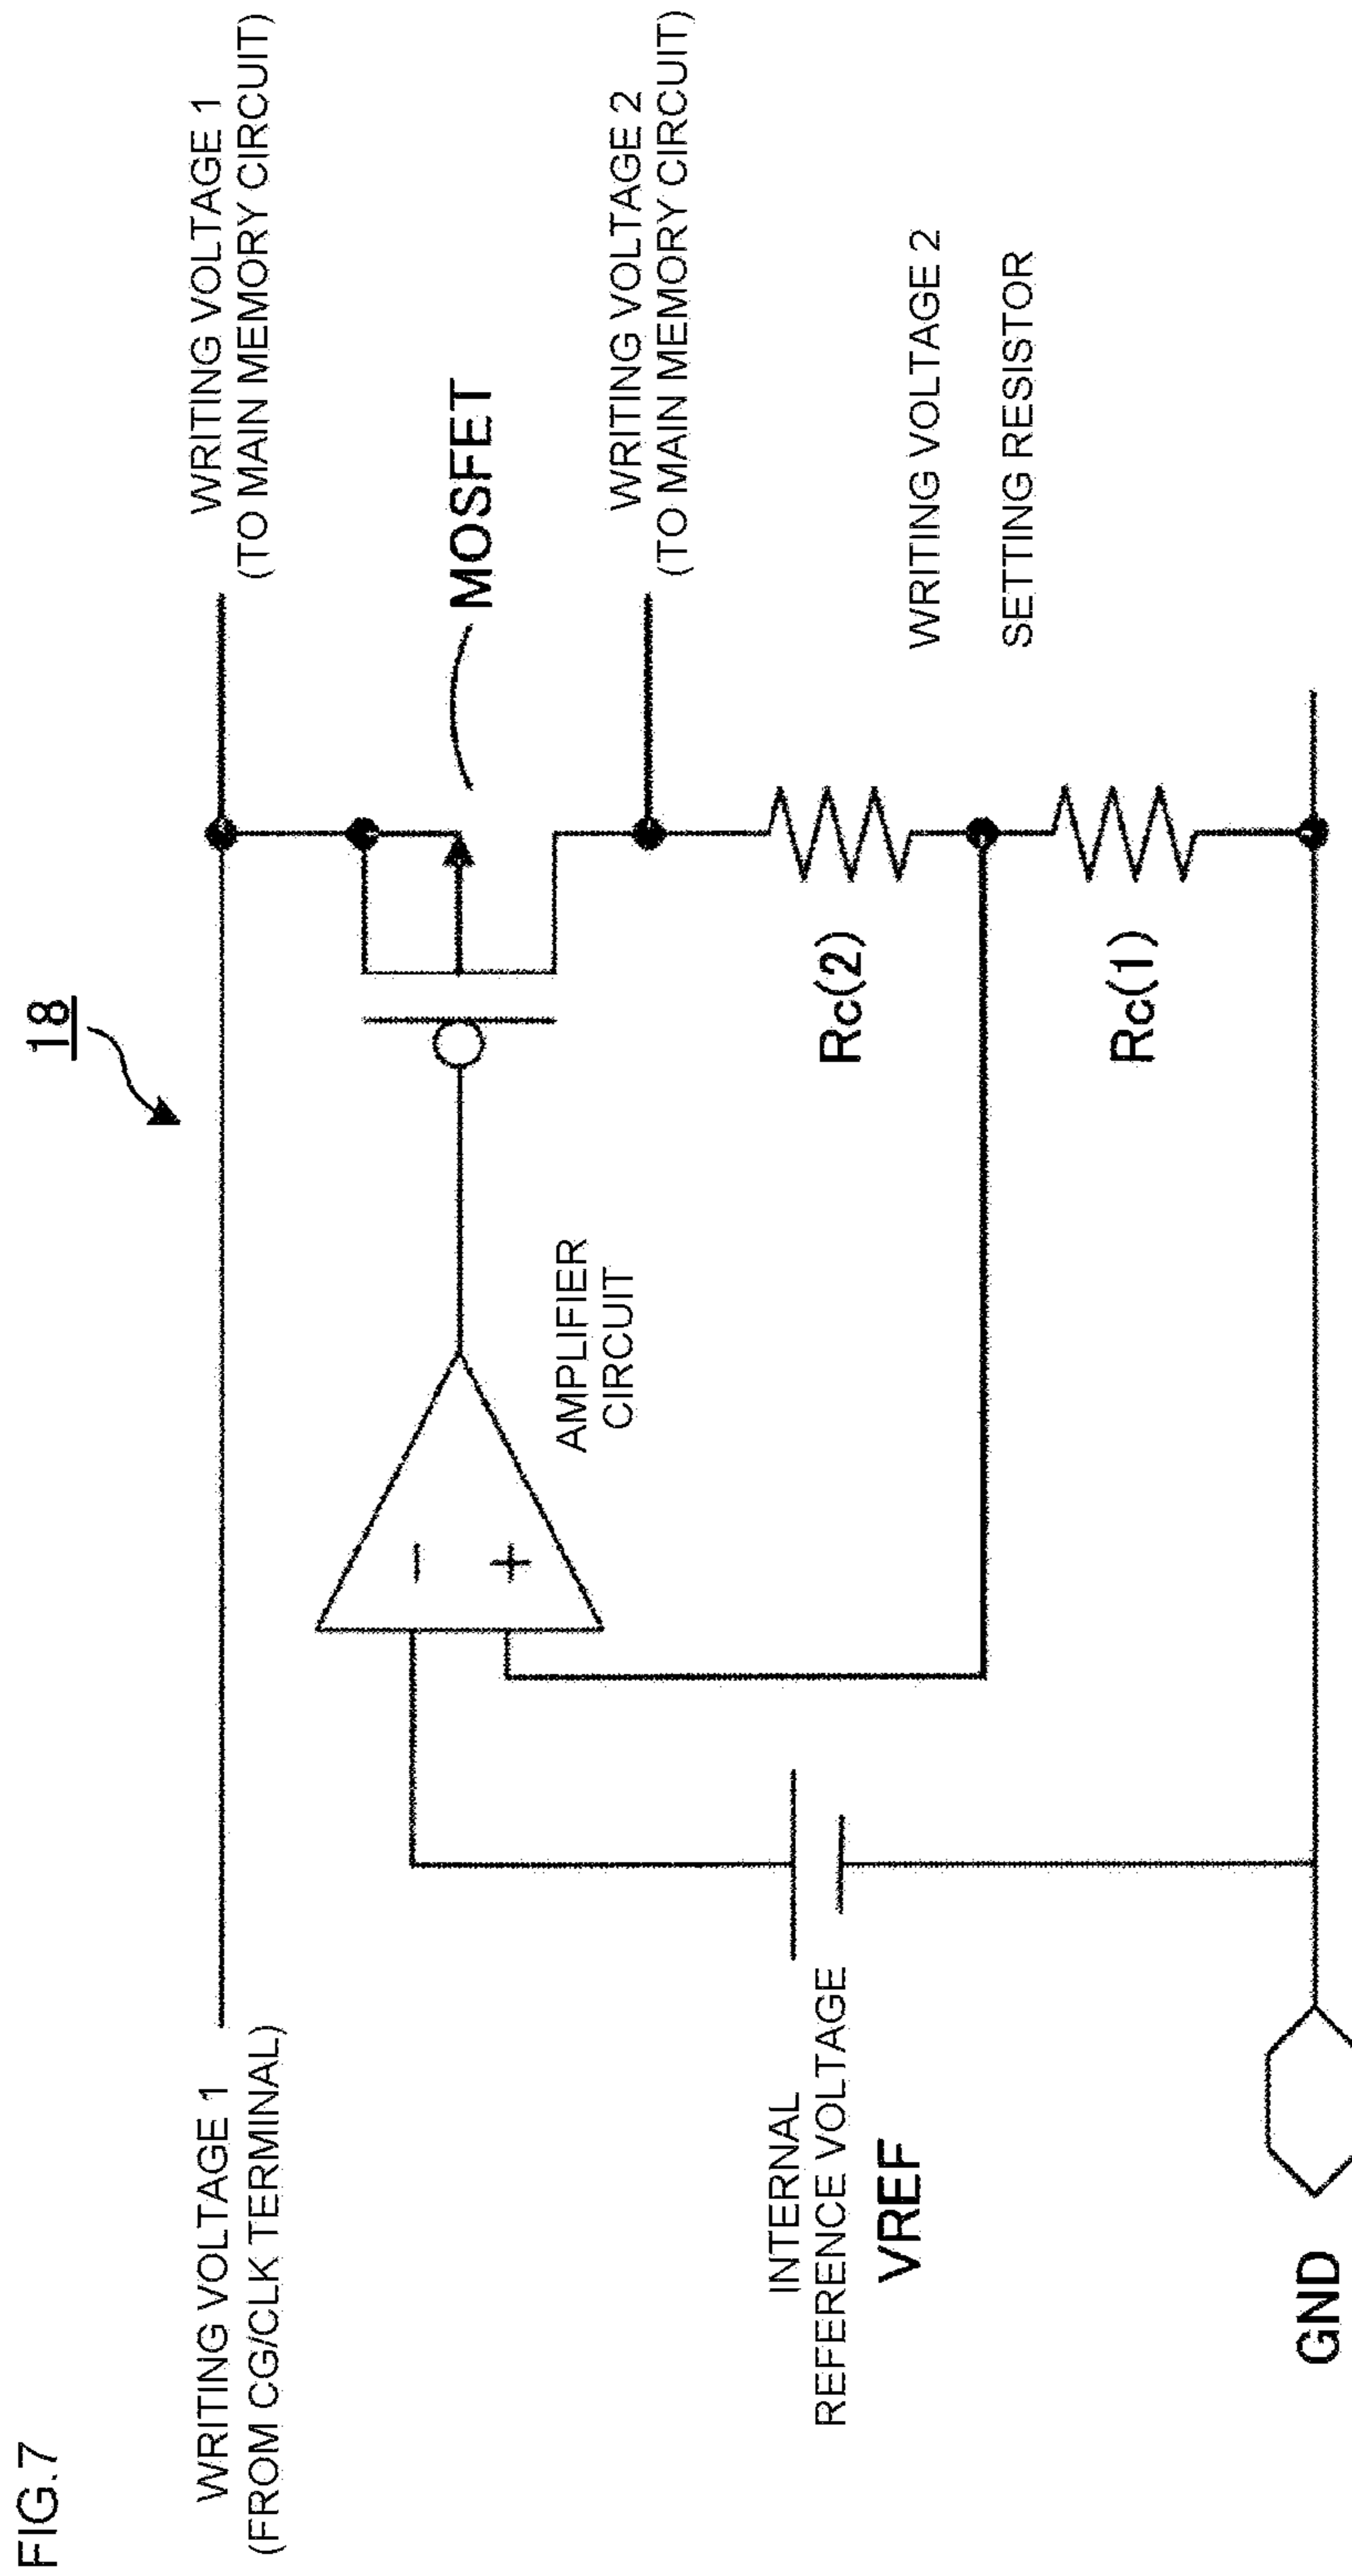 FIG.7
18
WRITING VOLTAGE 1
(FROM CG/CLK TERMINAL)
WRITING VOLTAGE 1
(TO MAIN MEMORY CIRCUIT)
MOSFET
−
+
AMPLIFIER
CIRCUIT
WRITING VOLTAGE 2
(TO MAIN MEMORY CIRCUIT)
INTERNAL
REFERENCE VOLTAGE
VREF
Rc(2)
WRITING VOLTAGE 2
SETTING RESISTOR
Rc(1)
GND